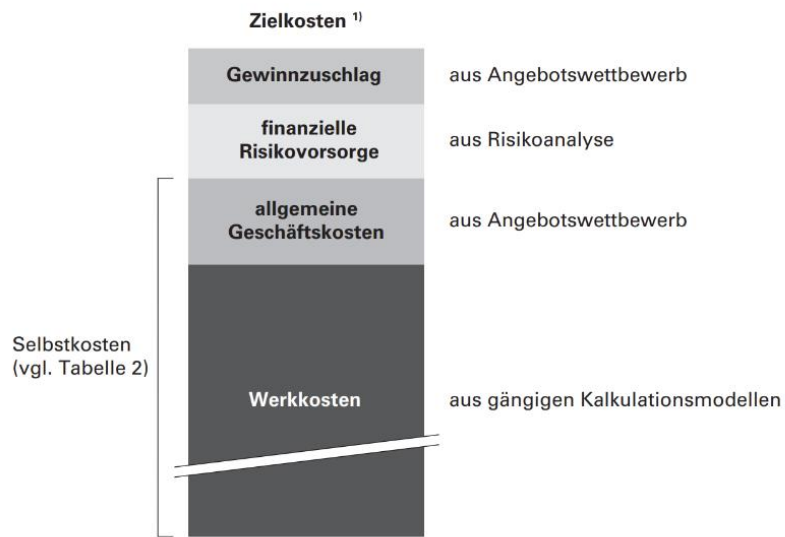 Zielkosten ¹⁾
Gewinnzuschlag
aus Angebotswettbewerb
finanzielle
Risikovorsorge
aus Risikoanalyse
allgemeine
Geschäftskosten
aus Angebotswettbewerb
Selbstkosten
(vgl. Tabelle 2)
Werkkosten
aus gängigen Kalkulationsmodellen